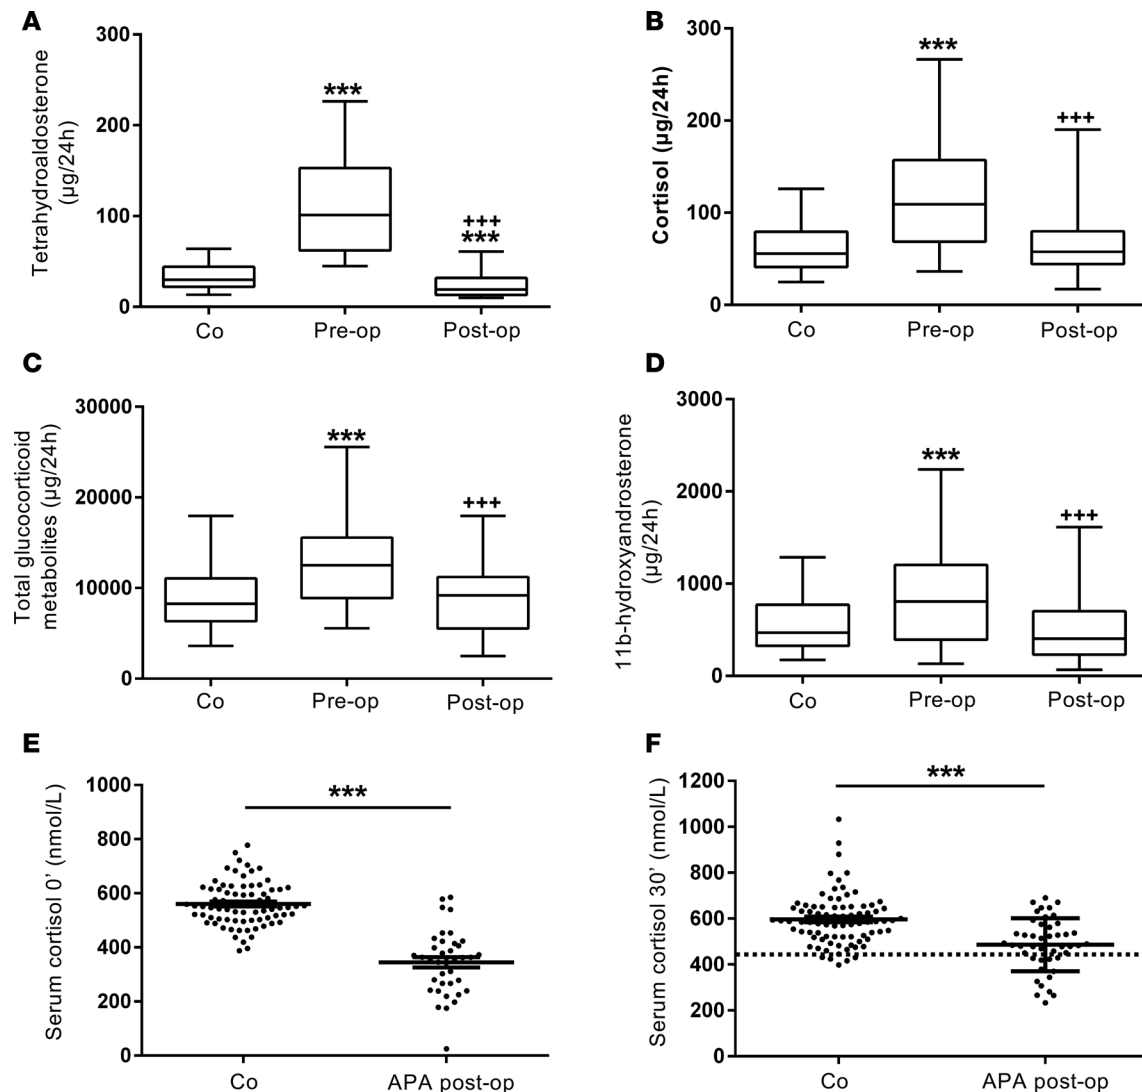 A
Tetrahydroaldosterone
(µg/24h)
300
200
100
0
***
+++
***
Co
Pre-op
Post-op
B
Cortisol (µg/24h)
300
200
100
0
***
+++
Co
Pre-op
Post-op
C
Total glucocorticoid
metabolites (µg/24h)
30000
20000
10000
0
***
+++
Co
Pre-op
Post-op
D
11b-hydroxyandrosterone
(µg/24h)
3000
2000
1000
0
***
+++
Co
Pre-op
Post-op
E
Serum cortisol 0' (nmol/L)
1000
800
600
400
200
0
***
Co
APA post-op
F
Serum cortisol 30' (nmol/L)
1200
1000
800
600
400
200
0
***
Co
APA post-op